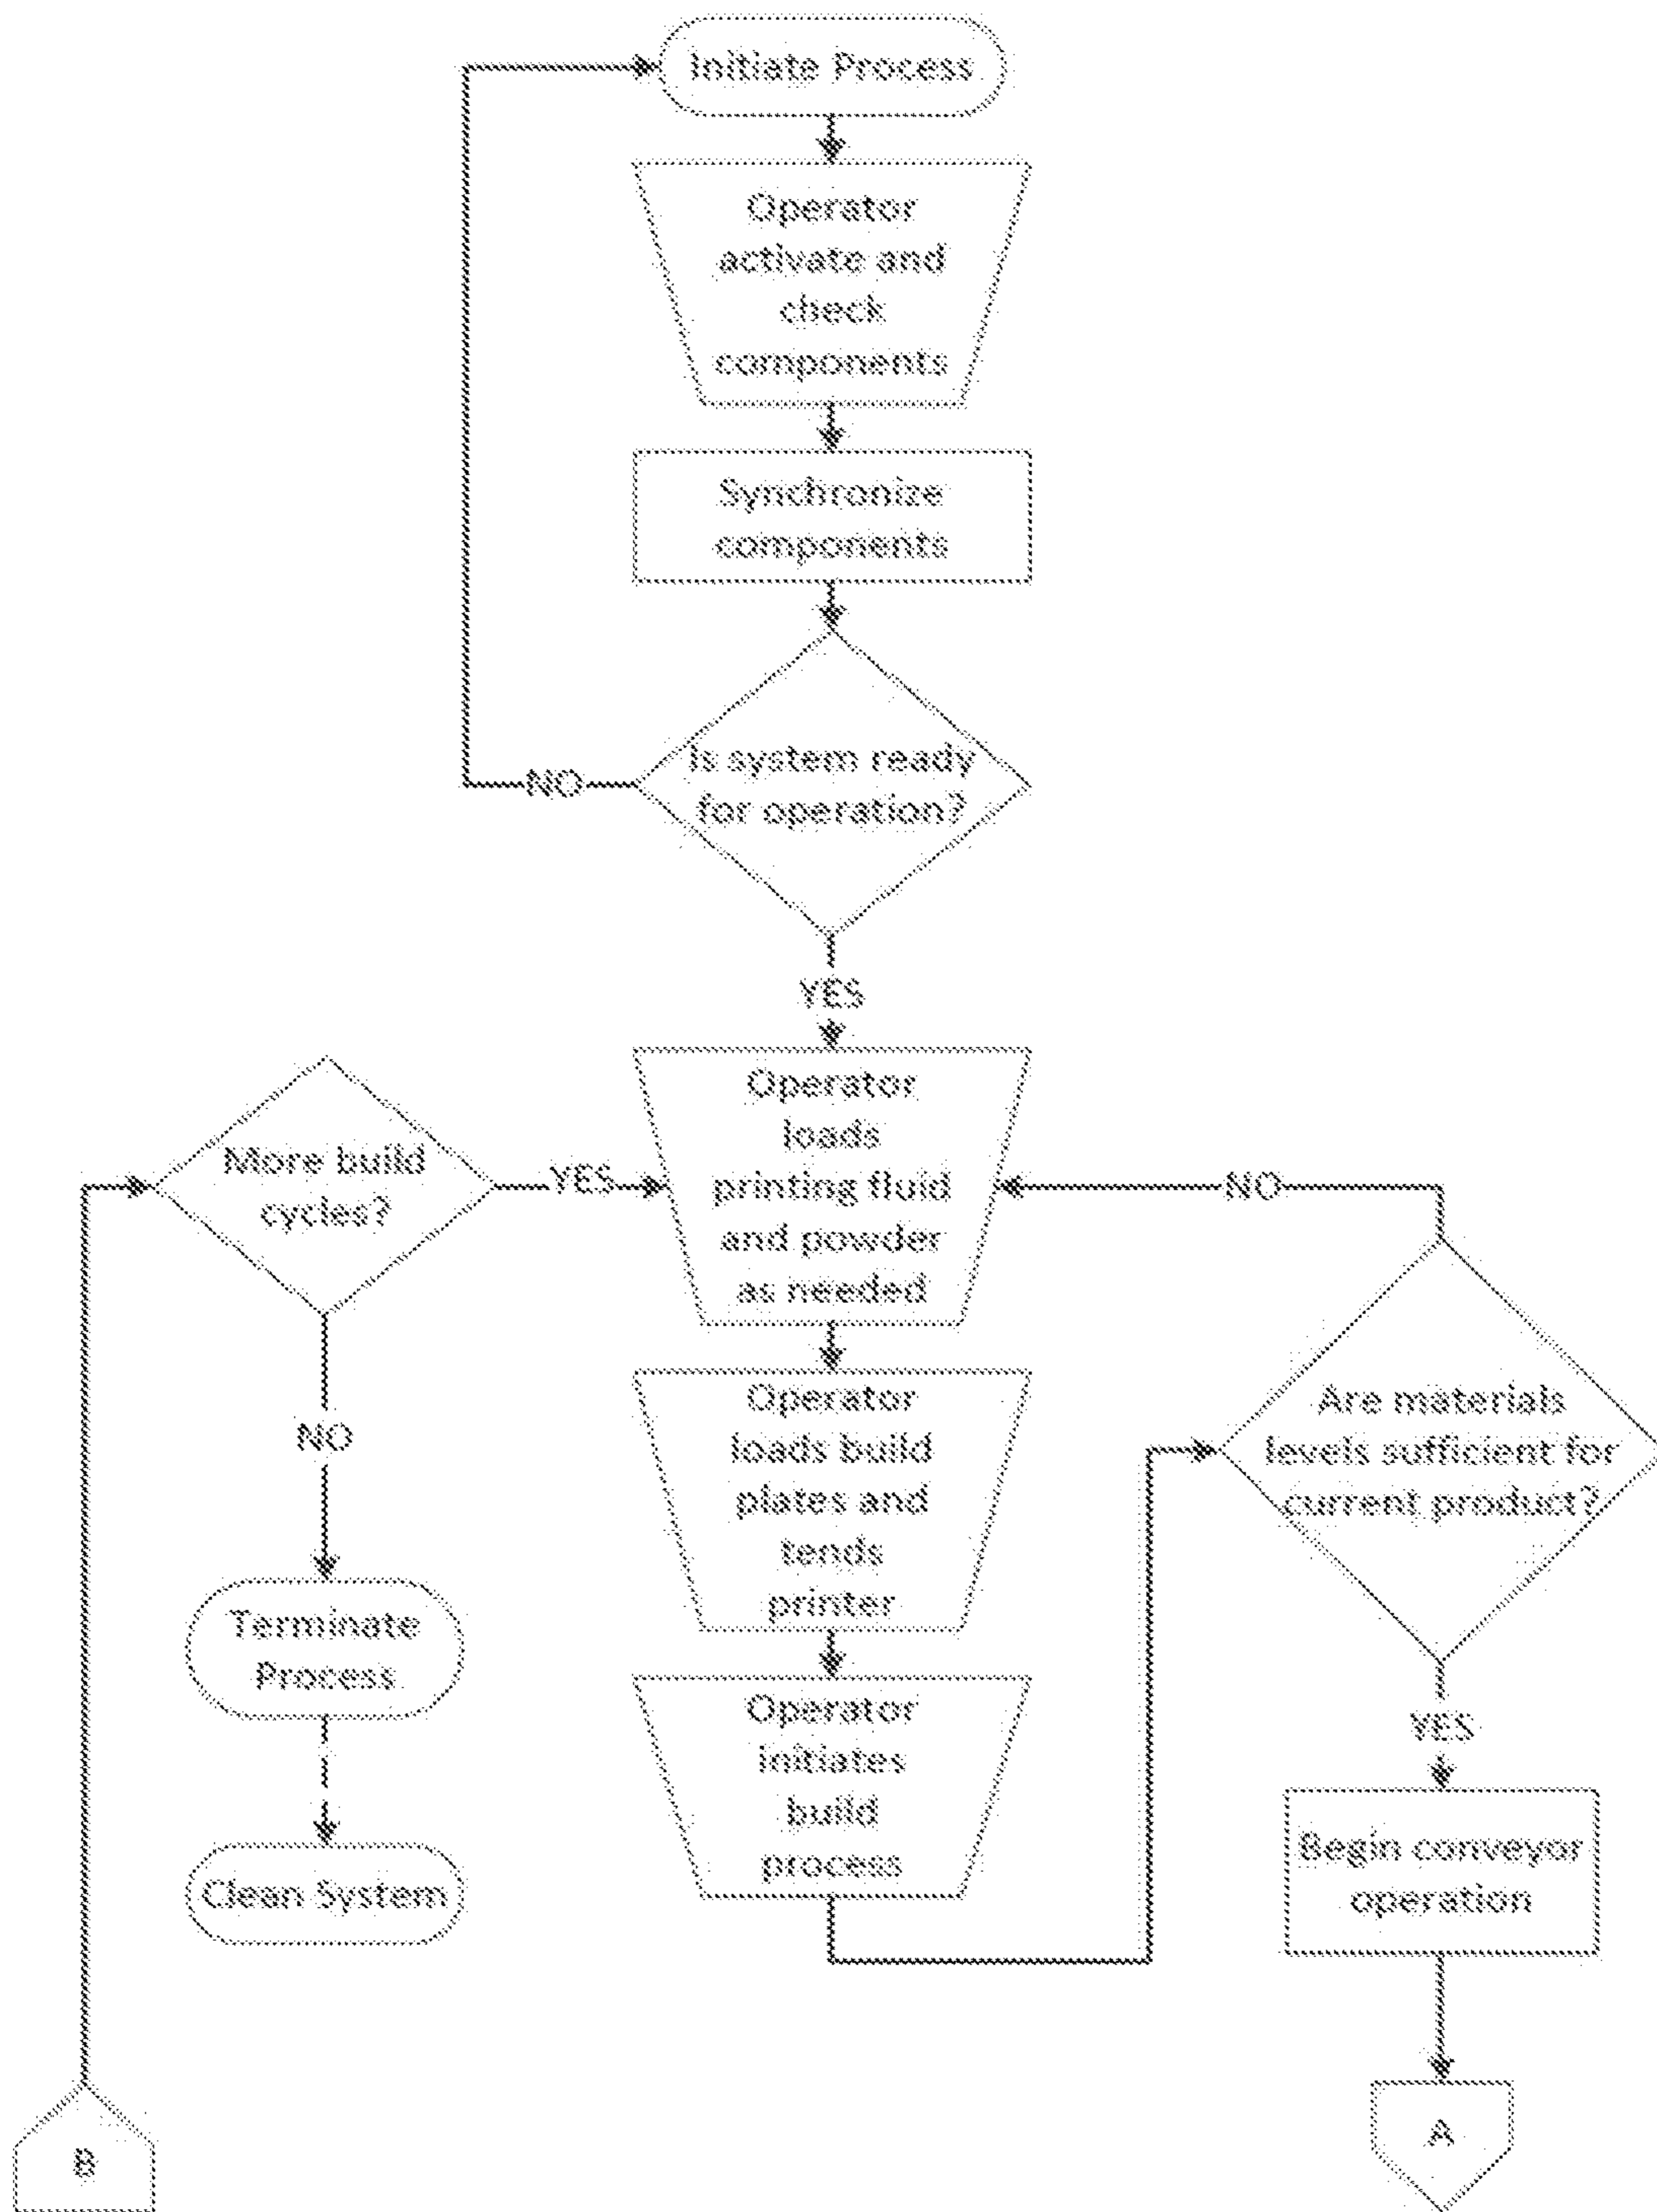 Initiate Process
Operator
activate and
check
components
Synchronize
components
Is system ready
for operation?
NO
YES
More build
cycles?
YES
NO
Operator
loads
printing fluid
and powder
as needed
NO
Operator
loads build
plates and
tends
printer
Are materials
levels sufficient for
current product?
Terminate
Process
Clean System
Operator
initiates
build
process
YES
Begin conveyor
operation
B
A